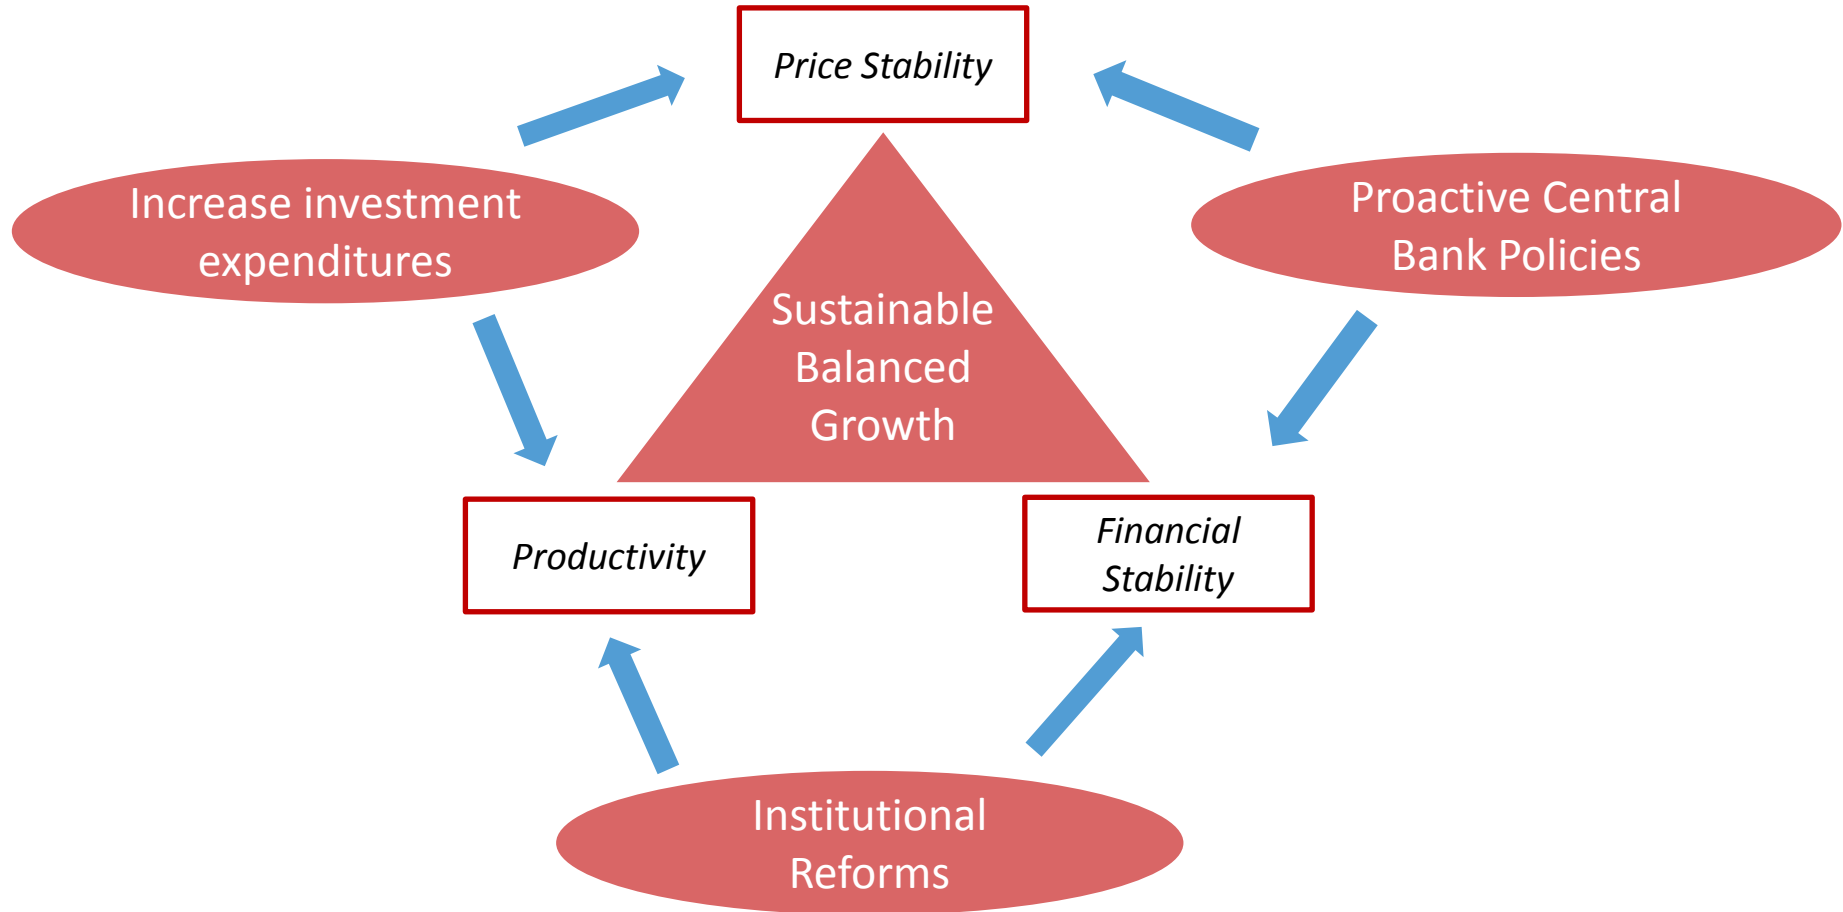 Price Stability
Increase investment
expenditures
Proactive Central
Bank Policies
Sustainable
Balanced
Growth
Productivity
Financial
Stability
Institutional
Reforms